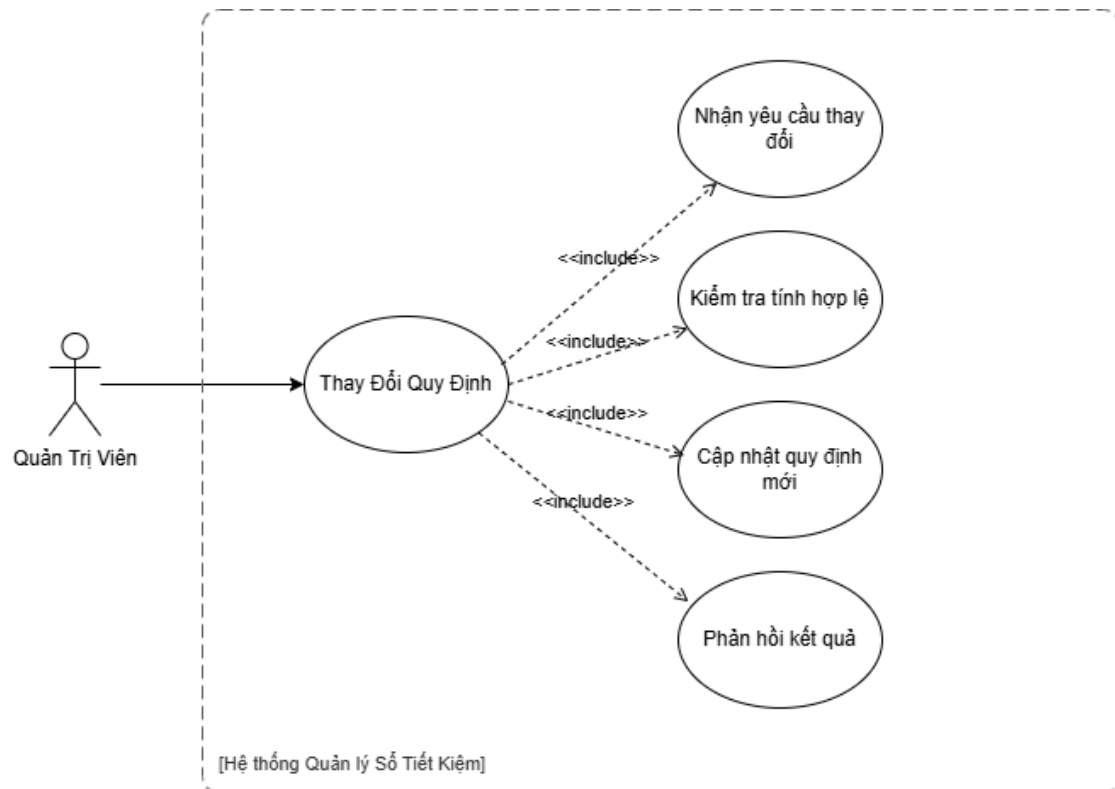 Nhận yêu cầu thay
đổi
<<include>>
Kiểm tra tính hợp lệ
<<include>>
Thay Đổi Quy Định
<<include>>
Quản Trị Viên
Cập nhật quy định
mới
<<include>>
Phản hồi kết quả
[Hệ thống Quản lý Sổ Tiết Kiệm]